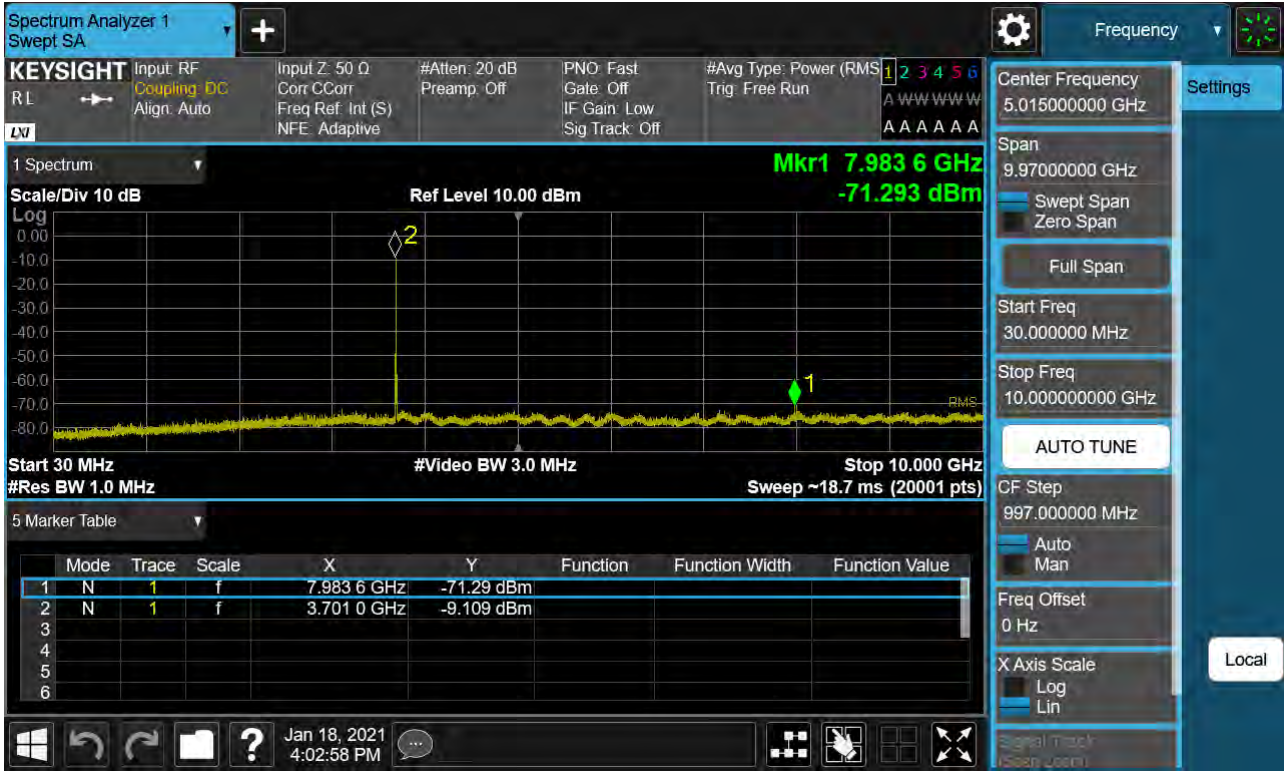 Spectrum Analyzer 1
Swept SA
+
Frequency
KEYSIGHT
RL
LXI
Input: RF
Coupling: DC
Align: Auto
Input Z: 50 Ω
Corr CCorr
Freq Ref: Int (S)
NFE: Adaptive
#Atten: 20 dB
Preamp: Off
PNO: Fast
Gate: Off
IF Gain: Low
Sig Track: Off
#Avg Type: Power (RMS
Trig: Free Run
1 2 3 4 5 6
A W W W W W
A A A A A A
1 Spectrum
Mkr1 7.983 6 GHz
-71.293 dBm
Scale/Div 10 dB
Ref Level 10.00 dBm
Log
0.00
-10.0
-20.0
-30.0
-40.0
-50.0
-60.0
-70.0
-80.0
2
1
RMS
Start 30 MHz
#Video BW 3.0 MHz
Stop 10.000 GHz
#Res BW 1.0 MHz
Sweep ~18.7 ms (20001 pts)
5 Marker Table
Mode Trace Scale X Y Function Function Width Function Value
1 N 1 f 7.983 6 GHz -71.29 dBm
2 N 1 f 3.701 0 GHz -9.109 dBm
3
4
5
6
Jan 18, 2021
4:02:58 PM
?
Center Frequency
5.015000000 GHz
Settings
Span
9.97000000 GHz
Swept Span
Zero Span
Full Span
Start Freq
30.000000 MHz
Stop Freq
10.000000000 GHz
AUTO TUNE
CF Step
997.000000 MHz
Auto
Man
Freq Offset
0 Hz
X Axis Scale
Log
Lin
Local
Signal Track
(Span Zoom)